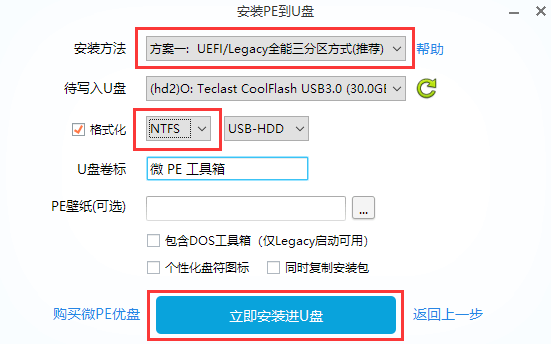 安装PE到U盘
安装方法 方案一：UEFI/Legacy全能三分区方式(推荐) 帮助
待写入U盘 (hd2)O: Teclast CoolFlash USB3.0 (30.0GB
格式化 NTFS USB-HDD
U盘卷标 微 PE 工具箱
PE壁纸(可选) ...
包含DOS工具箱（仅Legacy启动可用）
个性化盘符图标 同时复制安装包
购买微PE优盘 立即安装进U盘 返回上一步